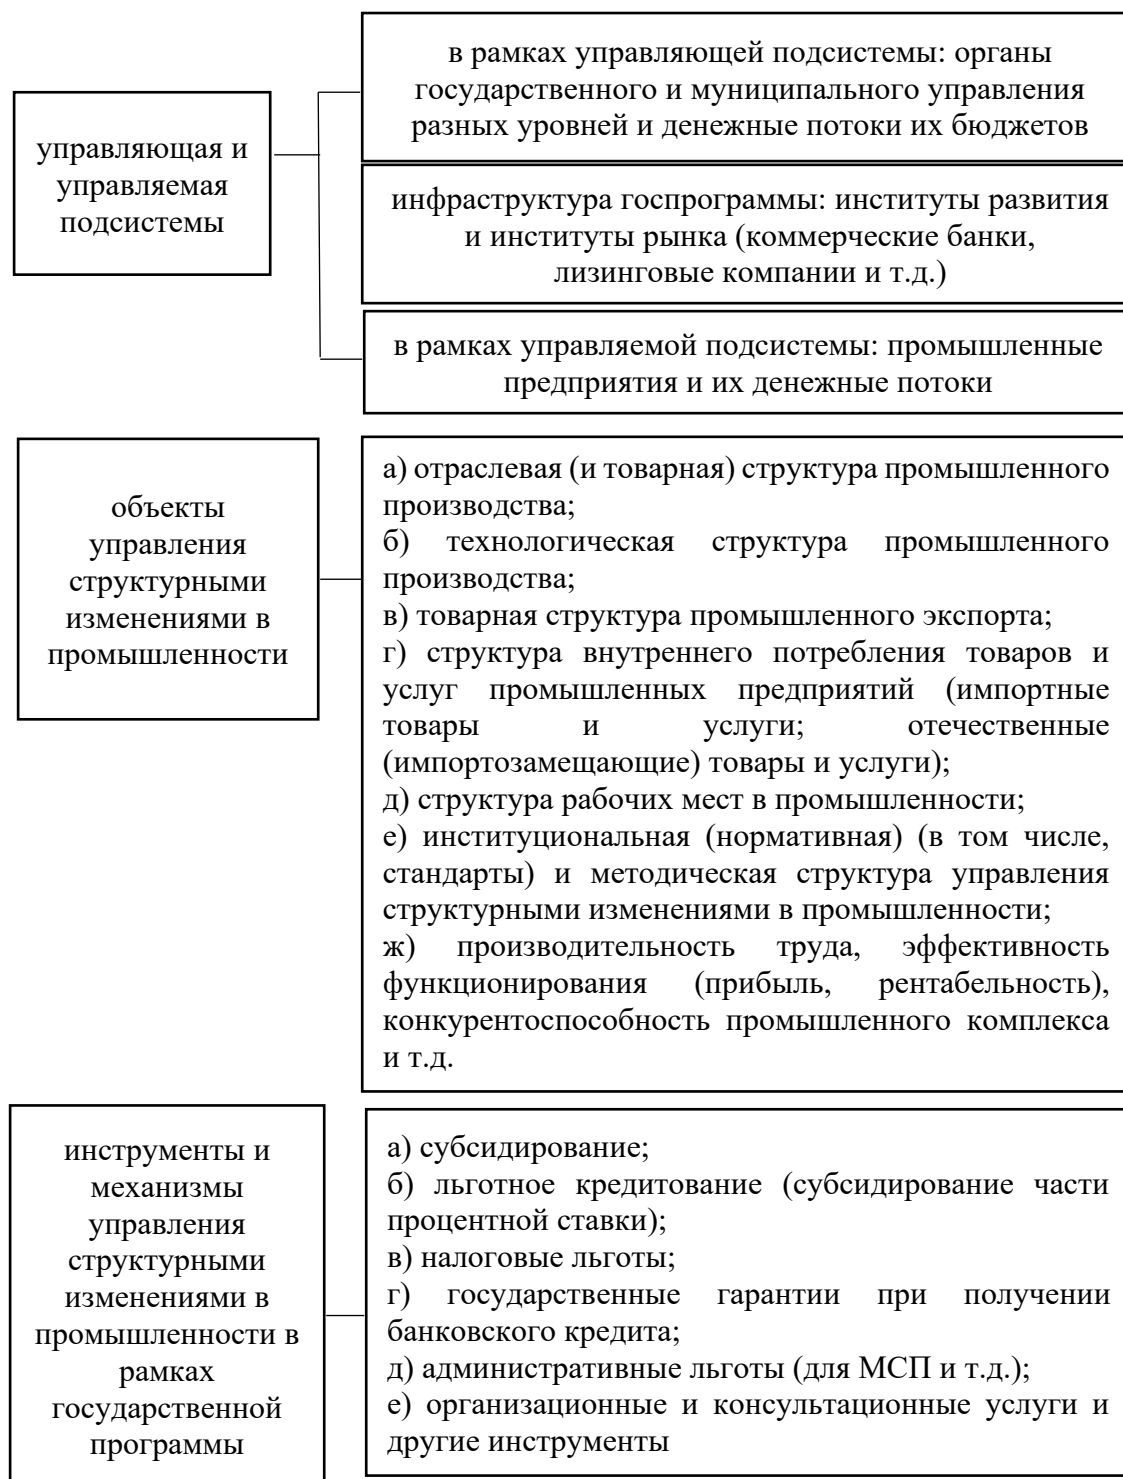 управляющая и
управляемая
подсистемы
в рамках управляющей подсистемы: органы
государственного и муниципального управления
разных уровней и денежные потоки их бюджетов
инфраструктура госпрограммы: институты развития
и институты рынка (коммерческие банки,
лизинговые компании и т.д.)
в рамках управляемой подсистемы: промышленные
предприятия и их денежные потоки
объекты
управления
структурными
изменениями в
промышленности
а) отраслевая (и товарная) структура промышленного
производства;
б) технологическая структура промышленного
производства;
в) товарная структура промышленного экспорта;
г) структура внутреннего потребления товаров и
услуг промышленных предприятий (импортные
товары и услуги; отечественные
(импортозамещающие) товары и услуги);
д) структура рабочих мест в промышленности;
е) институциональная (нормативная) (в том числе,
стандарты) и методическая структура управления
структурными изменениями в промышленности;
ж) производительность труда, эффективность
функционирования (прибыль, рентабельность),
конкурентоспособность промышленного комплекса
и т.д.
инструменты и
механизмы
управления
структурными
изменениями в
промышленности в
рамках
государственной
программы
а) субсидирование;
б) льготное кредитование (субсидирование части
процентной ставки);
в) налоговые льготы;
г) государственные гарантии при получении
банковского кредита;
д) административные льготы (для МСП и т.д.);
е) организационные и консультационные услуги и
другие инструменты